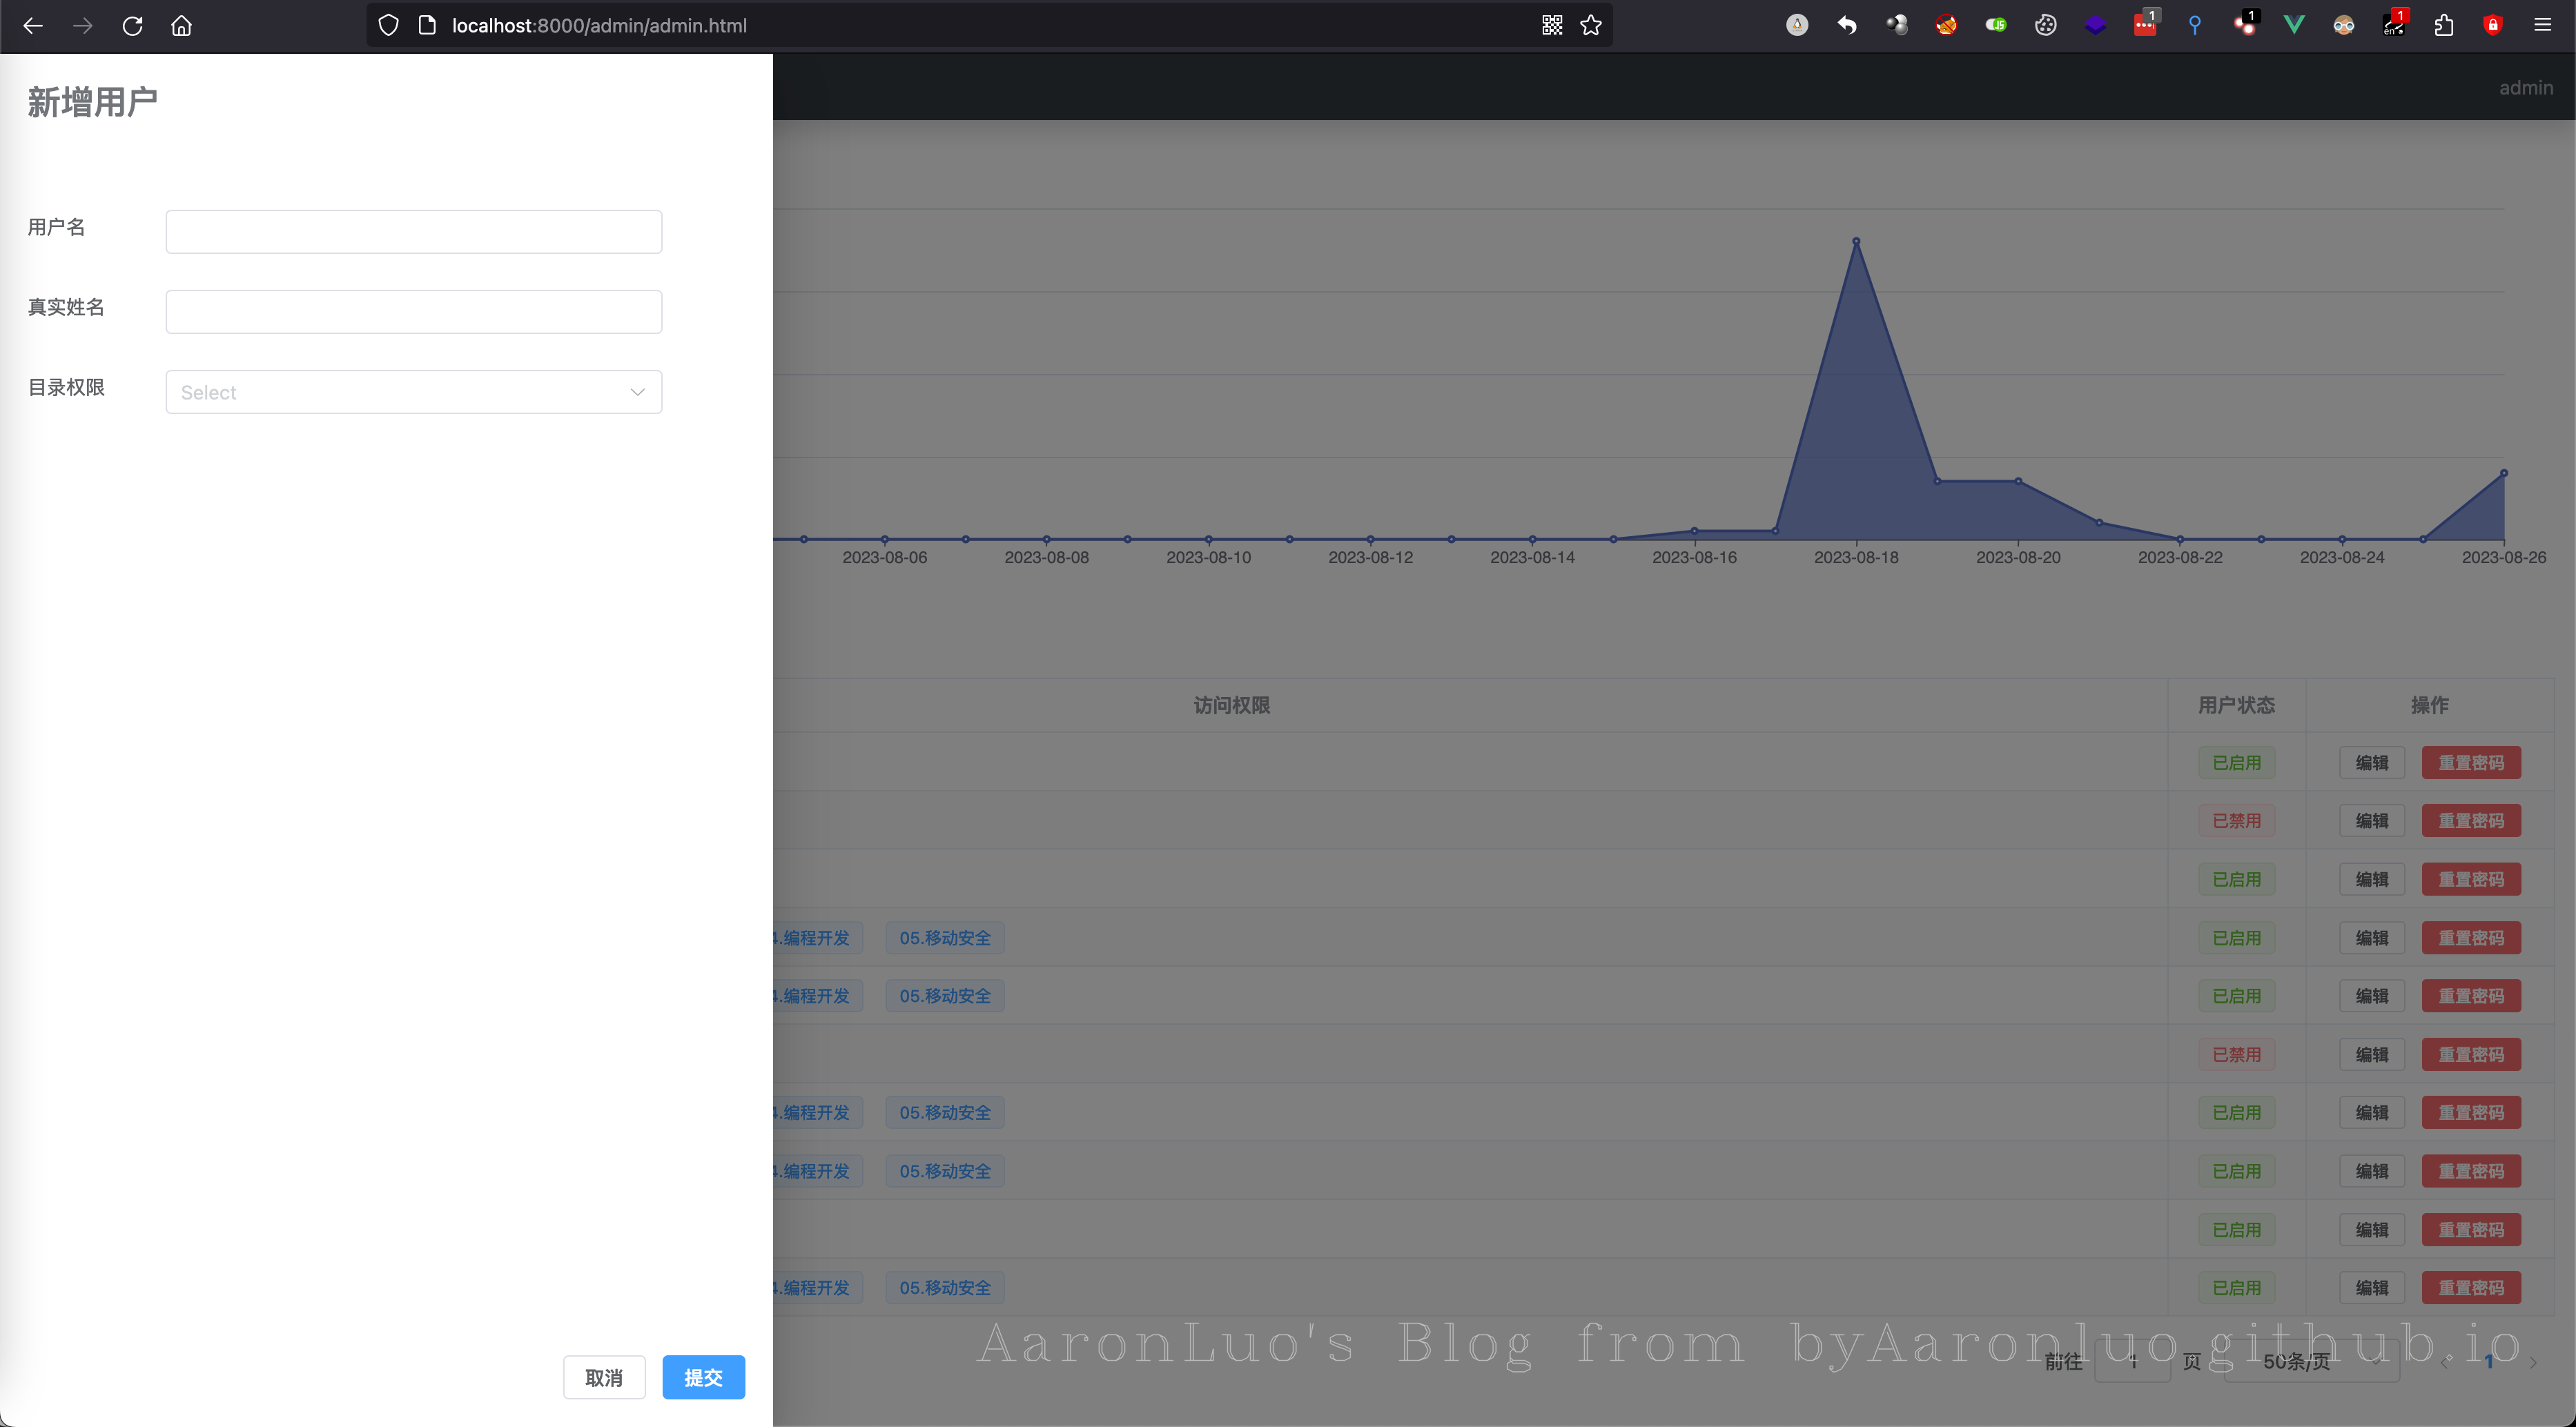 localhost:8000/admin/admin.html
1
1
1
en
JS
新增用户
admin
用户名
真实姓名
目录权限
Select
2023-08-06 2023-08-08 2023-08-10 2023-08-12 2023-08-14 2023-08-16 2023-08-18 2023-08-20 2023-08-22 2023-08-24 2023-08-26
访问权限 用户状态 操作
已启用 编辑 重置密码
已禁用 编辑 重置密码
已启用 编辑 重置密码
4.编程开发 05.移动安全 已启用 编辑 重置密码
4.编程开发 05.移动安全 已启用 编辑 重置密码
已禁用 编辑 重置密码
4.编程开发 05.移动安全 已启用 编辑 重置密码
4.编程开发 05.移动安全 已启用 编辑 重置密码
已启用 编辑 重置密码
4.编程开发 05.移动安全 已启用 编辑 重置密码
AaronLuo's Blog from byAaronluo.github.io
前往 1 页 50条/页 1
取消 提交